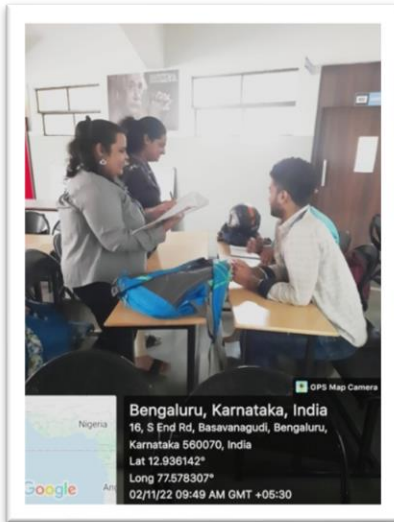 GPS Map Camera
Bengaluru, Karnataka, India
16, S End Rd, Basavanagudi, Bengaluru,
Karnataka 560070, India
Lat 12.936142°
Long 77.578307°
02/11/22 09:49 AM GMT +05:30
Nigeria
Google